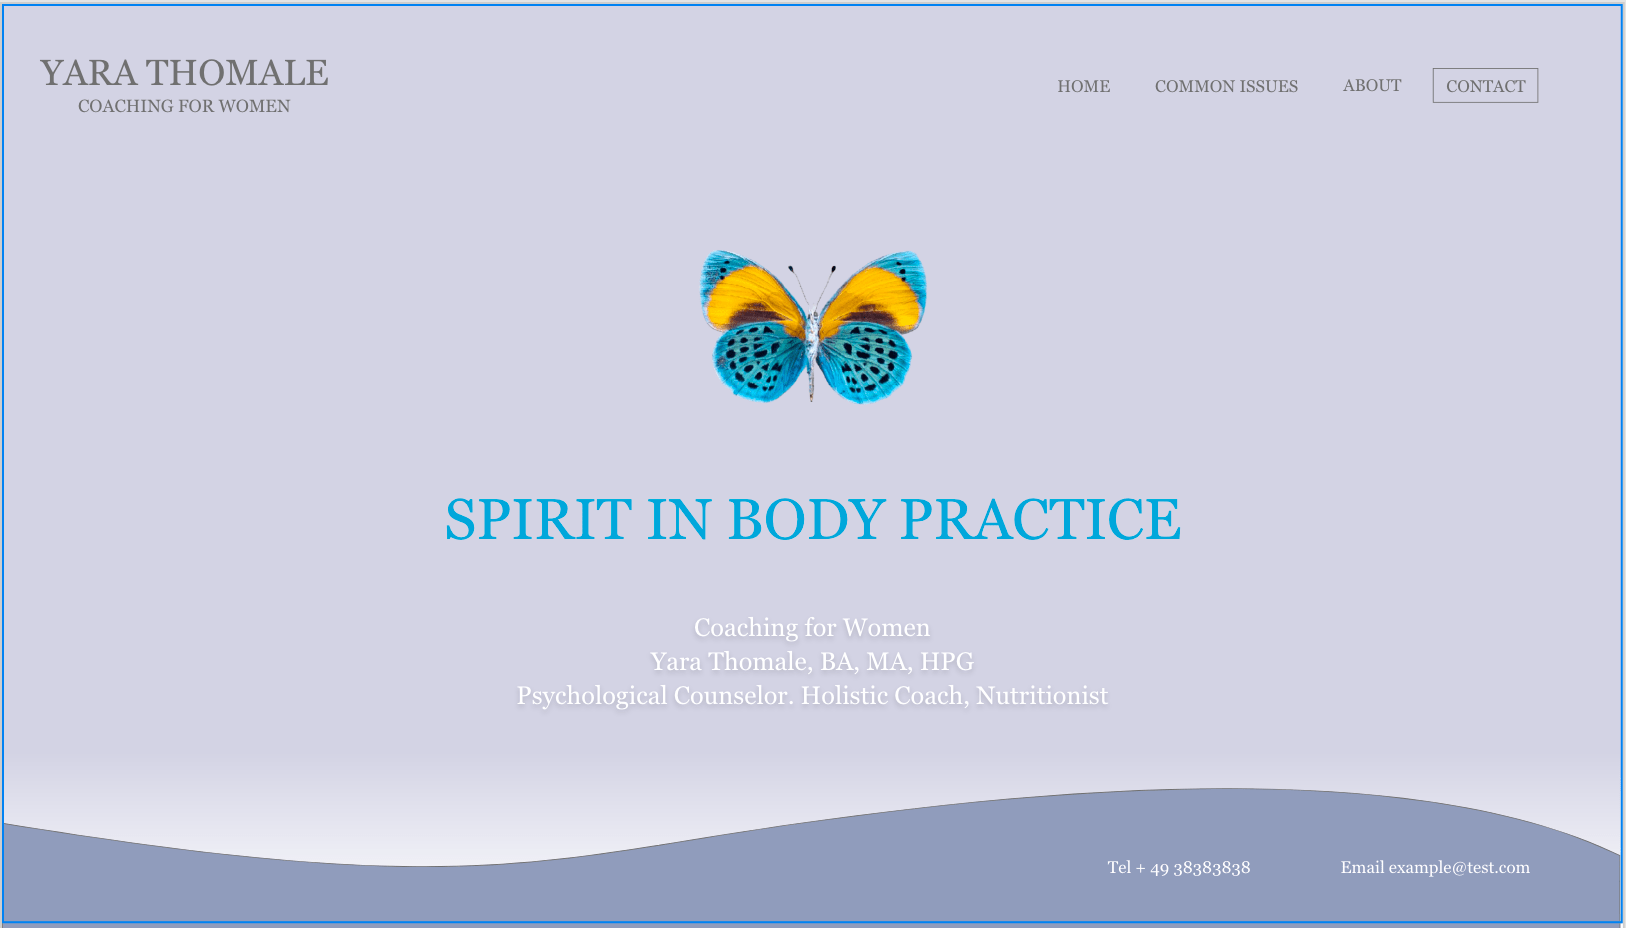 YARA THOMALE
COACHING FOR WOMEN
HOME COMMON ISSUES ABOUT CONTACT
SPIRIT IN BODY PRACTICE
Coaching for Women
Yara Thomale, BA, MA, HPG
Psychological Counselor. Holistic Coach, Nutritionist
Tel + 49 38383838 Email example@test.com